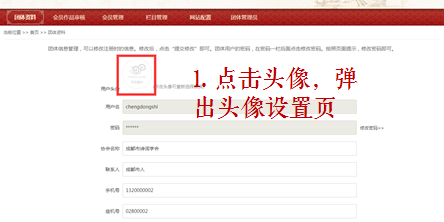 团体资料 会员作品审核 会员管理 栏目管理 网站配置 团体管理员
当前位置 >> 首页 >> 团体资料
团体信息管理，可以修改注册时的信息。修改后，点击“提交修改”即可。团体用户的密码，在密码一栏后面点击修改密码。按照页面提示，修改密码即可。
用户头像
1. 点击头像，弹
出头像设置页
用户名 chengdongshi
密码 ****** 修改密码>>
协会名称 成都市诗词学会
联系人 成都市人
手机号 1320000002
座机号 02800002